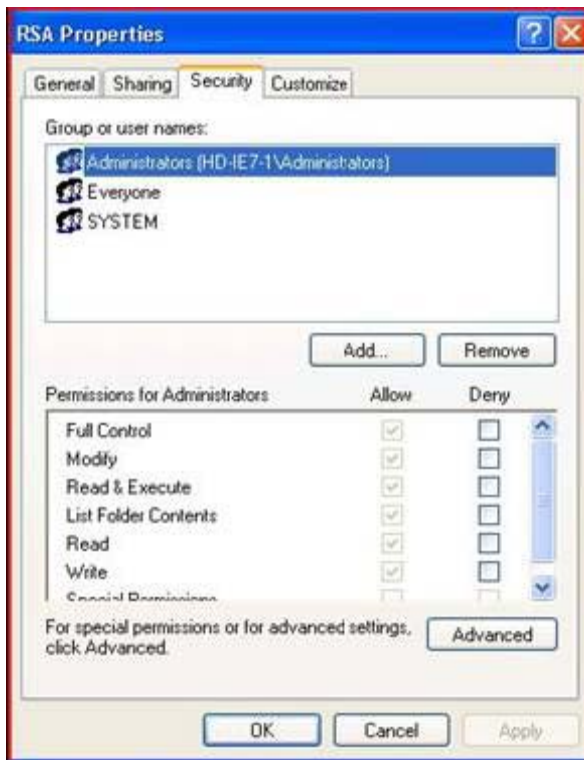 RSA Properties
General Sharing Security Customize
Group or user names:
Administrators (HD-IE7-1\Administrators)
Everyone
SYSTEM
Add... Remove
Permissions for Administrators Allow Deny
Full Control
Modify
Read & Execute
List Folder Contents
Read
Write
Special Permissions
For special permissions or for advanced settings,
click Advanced.
Advanced
OK Cancel Apply